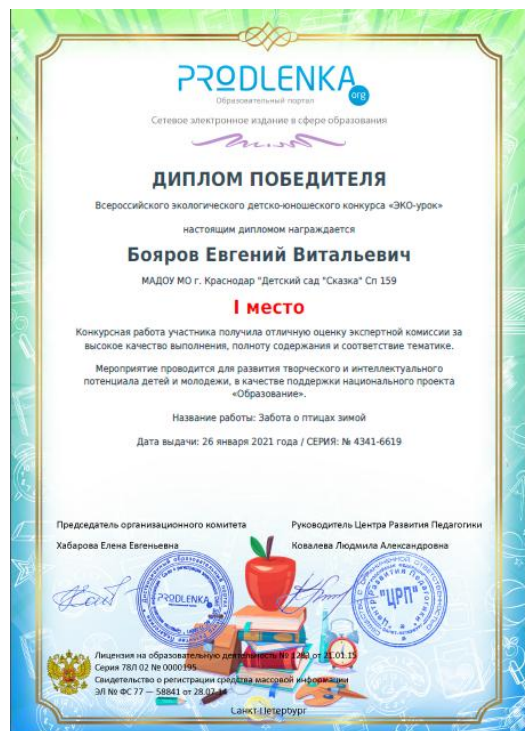 PRODLENKA
org
Образовательный портал
Сетевое электронное издание в сфере образования
ДИПЛОМ ПОБЕДИТЕЛЯ
Всероссийского экологического детско-юношеского конкурса «ЭКО-урок»
настоящим дипломом награждается
Бояров Евгений Витальевич
МАДОУ МО г. Краснодар "Детский сад "Сказка" Сп 159
I место
Конкурсная работа участника получила отличную оценку экспертной комиссии за
высокое качество выполнения, полноту содержания и соответствие тематике.
Мероприятие проводится для развития творческого и интеллектуального
потенциала детей и молодежи, в качестве поддержки национального проекта
«Образование».
Название работы: Забота о птицах зимой
Дата выдачи: 26 января 2021 года / СЕРИЯ: № 4341-6619
Председатель организационного комитета
Руководитель Центра Развития Педагогики
Хабарова Елена Евгеньевна
Ковалева Людмила Александровна
PRODLENKA
"ЦРП"
Центр Развития Педагогики
Лицензия на образовательную деятельность № 1283 от 21.01.15
Серия 78Л 02 № 0000195
Свидетельство о регистрации средства массовой информации
ЭЛ № ФС 77 — 58841 от 28.07.14
Санкт-Петербург